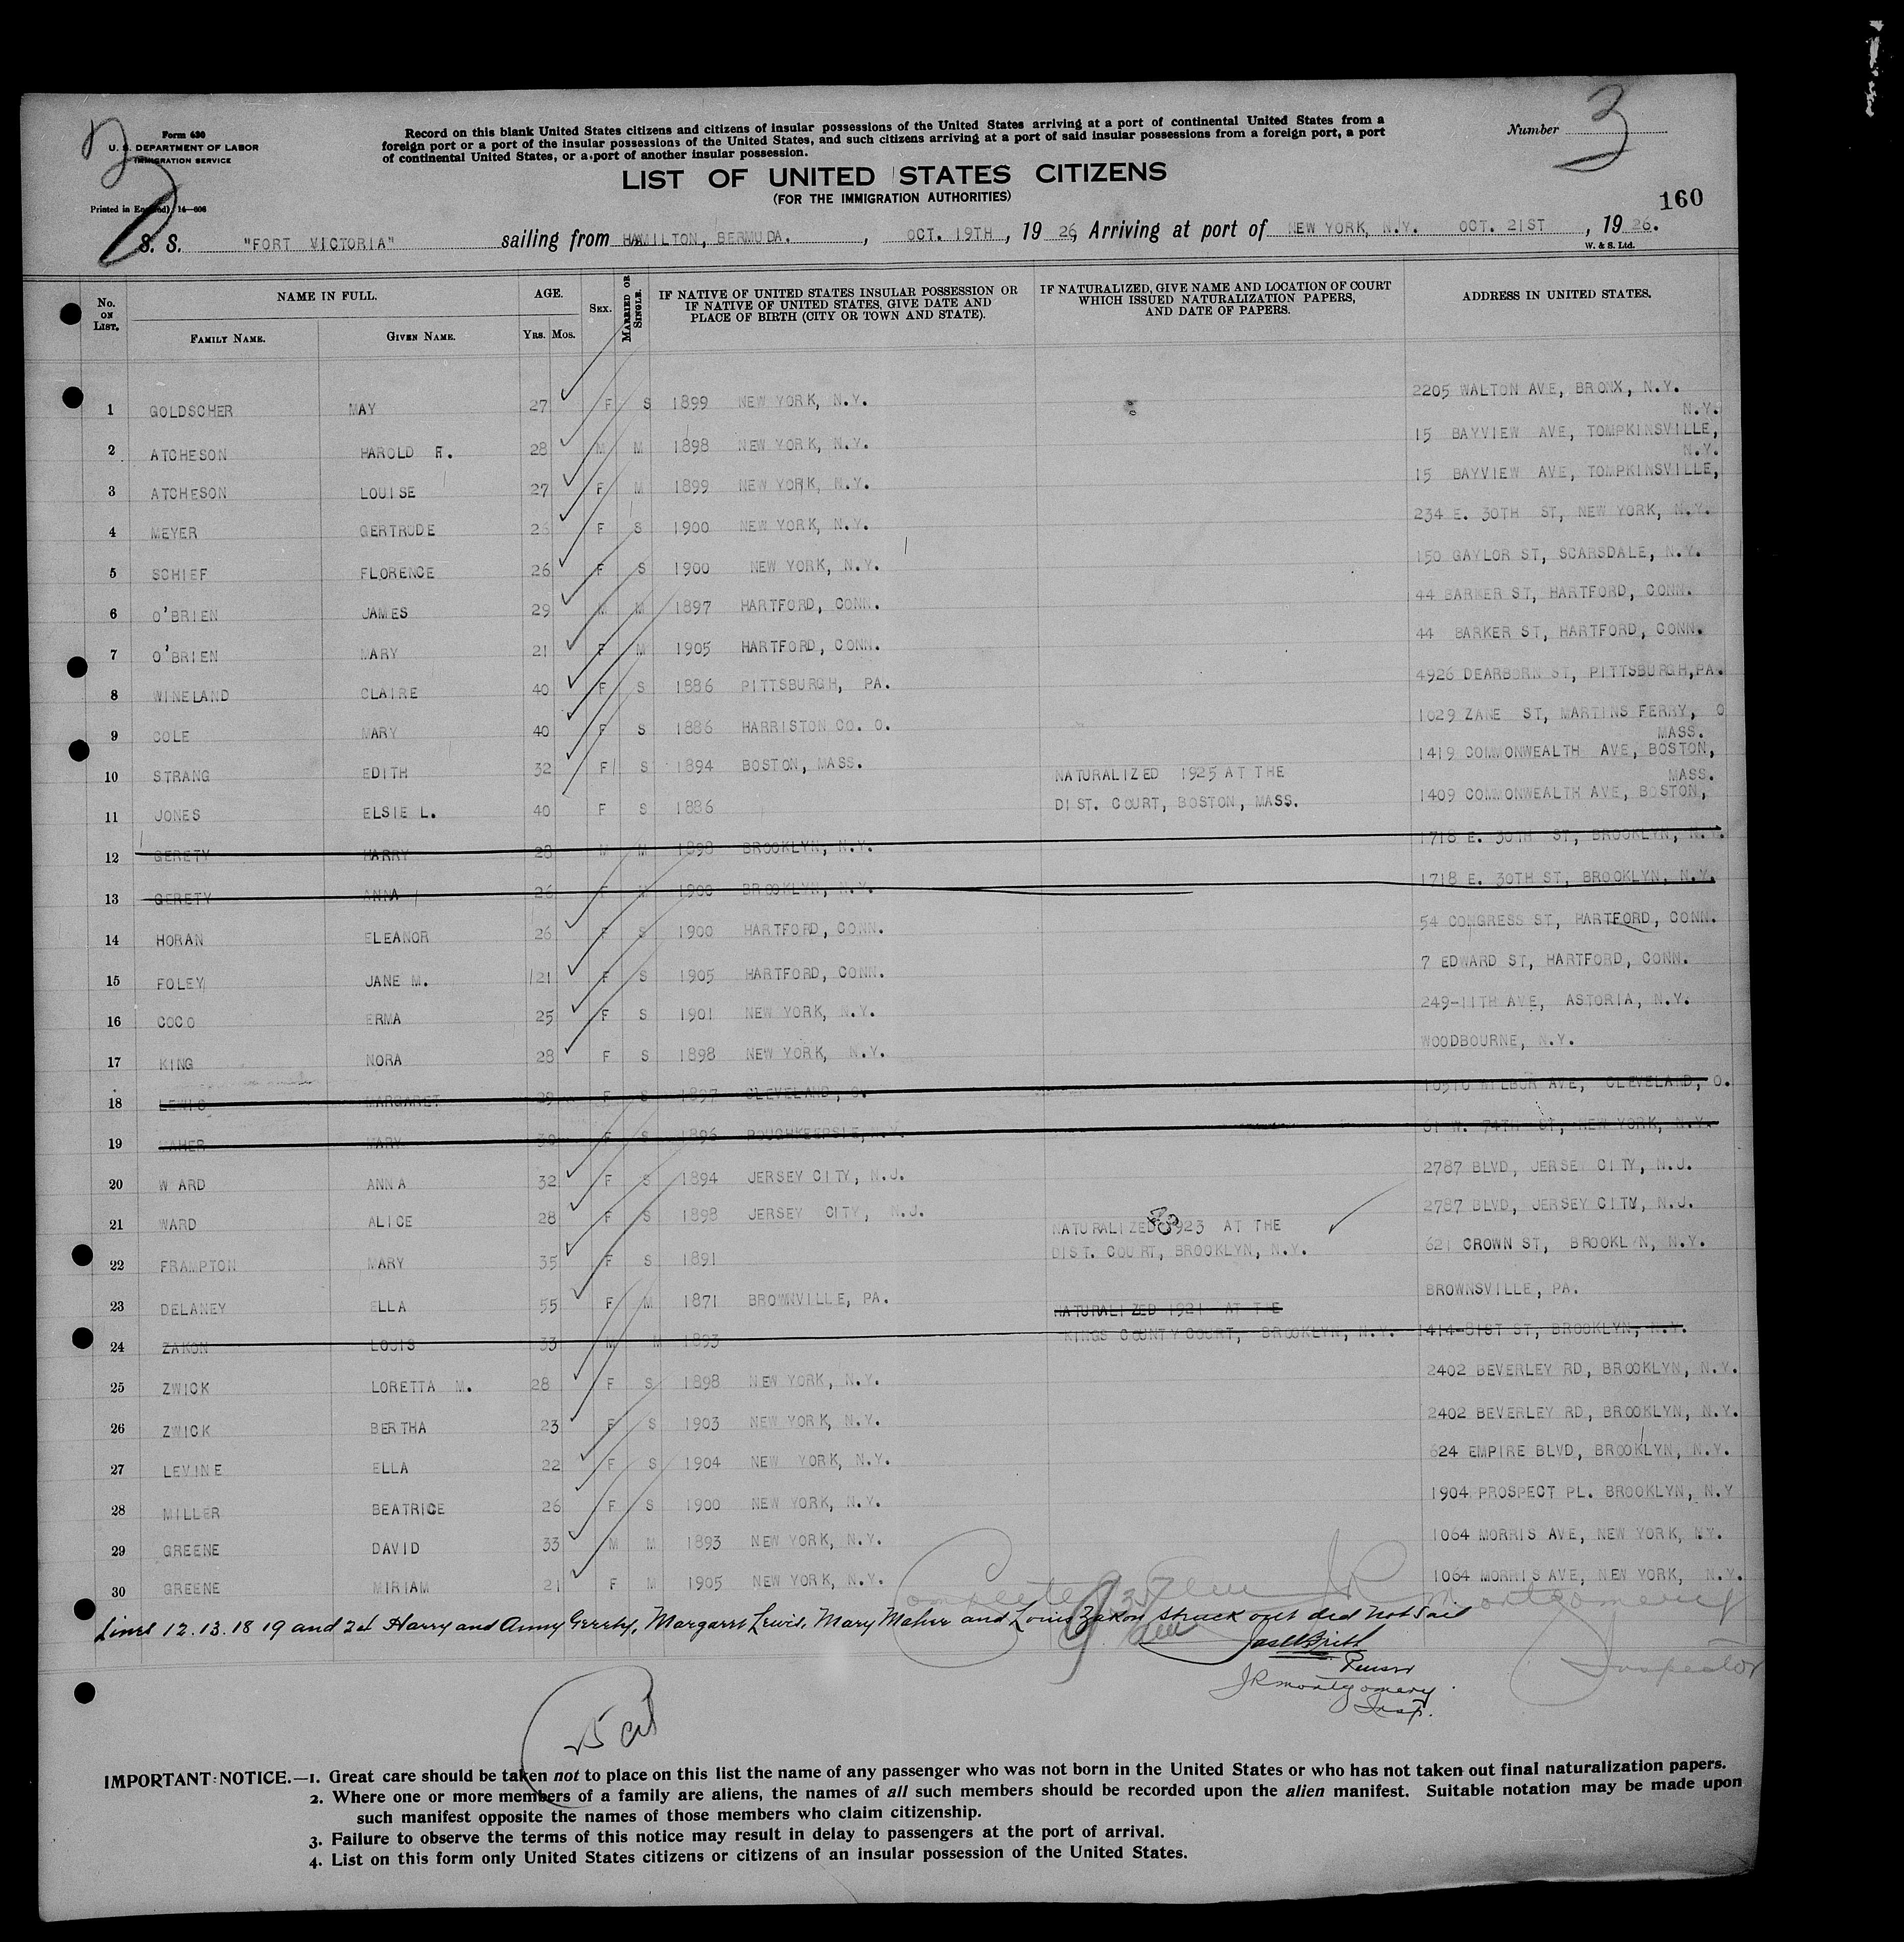 Number 3
Form 630
U. S. DEPARTMENT OF LABOR
IMMIGRATION SERVICE
Printed in England) 14—606
Record on this blank United States citizens and citizens of insular possessions of the United States arriving at a port of continental United States from a
foreign port or a port of the insular possessions of the United States, and such citizens arriving at a port of said insular possessions from a foreign port, a port
of continental United States, or a port of another insular possession.
LIST OF UNITED STATES CITIZENS
(FOR THE IMMIGRATION AUTHORITIES)
160
S. S. "FORT VICTORIA" sailing from HAMILTON, BERMUDA. , OCT. 19TH , 19 26, Arriving at port of NEW YORK, N.Y. OCT. 21ST , 19 26.
W. & S. Ltd.
No. ON LIST. NAME IN FULL. AGE. SEX. MARRIED OR SINGLE. IF NATIVE OF UNITED STATES INSULAR POSSESSION OR IF NATIVE OF UNITED STATES, GIVE DATE AND PLACE OF BIRTH (CITY OR TOWN AND STATE). IF NATURALIZED, GIVE NAME AND LOCATION OF COURT WHICH ISSUED NATURALIZATION PAPERS, AND DATE OF PAPERS. ADDRESS IN UNITED STATES.
FAMILY NAME. GIVEN NAME. YRS. MOS.
1 GOLDSCHER MAY 27 F S 1899 NEW YORK, N.Y. 2205 WALTON AVE, BRONX, N.Y.
2 ATCHESON HAROLD F. 28 M M 1898 NEW YORK, N.Y. 15 BAYVIEW AVE, TOMPKINSVILLE, N.Y.
3 ATCHESON LOUISE 27 F M 1899 NEW YORK, N.Y. 15 BAYVIEW AVE, TOMPKINSVILLE, N.Y.
4 MEYER GERTRUDE 26 F S 1900 NEW YORK, N.Y. 234 E. 30TH ST, NEW YORK, N.Y.
5 SCHIEF FLORENCE 26 F S 1900 NEW YORK, N.Y. 150 GAYLOR ST, SCARSDALE, N.Y.
6 O'BRIEN JAMES 29 M M 1897 HARTFORD, CONN. 44 BARKER ST, HARTFORD, CONN.
7 O'BRIEN MARY 21 F M 1905 HARTFORD, CONN. 44 BARKER ST, HARTFORD, CONN.
8 WINELAND CLAIRE 40 F S 1886 PITTSBURGH, PA. 4926 DEARBORN ST, PITTSBURGH, PA.
9 COLE MARY 40 F S 1886 HARRISTON CO. O. 1029 ZANE ST, MARTINS FERRY, O
10 STRANG EDITH 32 F S 1894 BOSTON, MASS. 1419 COMMONWEALTH AVE, BOSTON, MASS.
11 JONES ELSIE L. 40 F S 1886 NATURALIZED 1925 AT THE DIST. COURT, BOSTON, MASS. 1409 COMMONWEALTH AVE, BOSTON, MASS.
12 GERETY HARRY 28 M M 1898 BROOKLYN, N.Y. 1718 E. 30TH ST, BROOKLYN, N.Y.
13 GERETY ANNA 26 F M 1900 BROOKLYN, N.Y. 1718 E. 30TH ST, BROOKLYN, N.Y.
14 HORAN ELEANOR 26 F S 1900 HARTFORD, CONN. 54 CONGRESS ST, HARTFORD, CONN.
15 FOLEY JANE M. 21 F S 1905 HARTFORD, CONN. 7 EDWARD ST, HARTFORD, CONN.
16 COCO ERMA 25 F S 1901 NEW YORK, N.Y. 249-11TH AVE, ASTORIA, N.Y.
17 KING NORA 28 F S 1898 NEW YORK, N.Y. WOODBOURNE, N.Y.
18 LEWIS MARGARET 29 F S 1897 CLEVELAND, O. 10510 WILBUR AVE, CLEVELAND, O.
19 MAHER MARY 30 F S 1896 POUGHKEEPSIE, N.Y. 61 W. 74TH ST, NEW YORK, N.Y.
20 WARD ANNA 32 F S 1894 JERSEY CITY, N.J. 2787 BLVD, JERSEY CITY, N.J.
21 WARD ALICE 28 F S 1898 JERSEY CITY, N.J. 2787 BLVD, JERSEY CITY, N.J.
22 FRAMPTON MARY 35 F S 1891 NATURALIZED 1923 AT THE DIST. COURT, BROOKLYN, N.Y. 621 CROWN ST, BROOKLYN, N.Y.
23 DELANEY ELLA 55 F M 1871 BROWNVILLE, PA. BROWNSVILLE, PA.
24 ZAKON LOUIS 33 M M 1893 NATURALIZED 1921 AT THE KINGS COUNTY COURT, BROOKLYN, N.Y. 1414-81ST ST, BROOKLYN, N.Y.
25 ZWICK LORETTA M. 28 F S 1898 NEW YORK, N.Y. 2402 BEVERLEY RD, BROOKLYN, N.Y.
26 ZWICK BERTHA 23 F S 1903 NEW YORK, N.Y. 2402 BEVERLEY RD, BROOKLYN, N.Y.
27 LEVINE ELLA 22 F S 1904 NEW YORK, N.Y. 624 EMPIRE BLVD, BROOKLYN, N.Y.
28 MILLER BEATRICE 26 F S 1900 NEW YORK, N.Y. 1904 PROSPECT PL. BROOKLYN, N.Y
29 GREENE DAVID 33 M M 1893 NEW YORK, N.Y. 1064 MORRIS AVE, NEW YORK, N.Y.
30 GREENE MIRIAM 21 F M 1905 NEW YORK, N.Y. 1064 MORRIS AVE, NEW YORK, N.Y.
JR Montgomery
Lines 12. 13. 18 19 and 24 Harry and Anny Gerety, Margaret Lewis, Mary Maher and Louis Zakon struck out did not sail
Inspector
Purser
JR Montgomery
Insp.
IMPORTANT NOTICE.—1. Great care should be taken not to place on this list the name of any passenger who was not born in the United States or who has not taken out final naturalization papers.
2. Where one or more members of a family are aliens, the names of all such members should be recorded upon the alien manifest. Suitable notation may be made upon
such manifest opposite the names of those members who claim citizenship.
3. Failure to observe the terms of this notice may result in delay to passengers at the port of arrival.
4. List on this form only United States citizens or citizens of an insular possession of the United States.